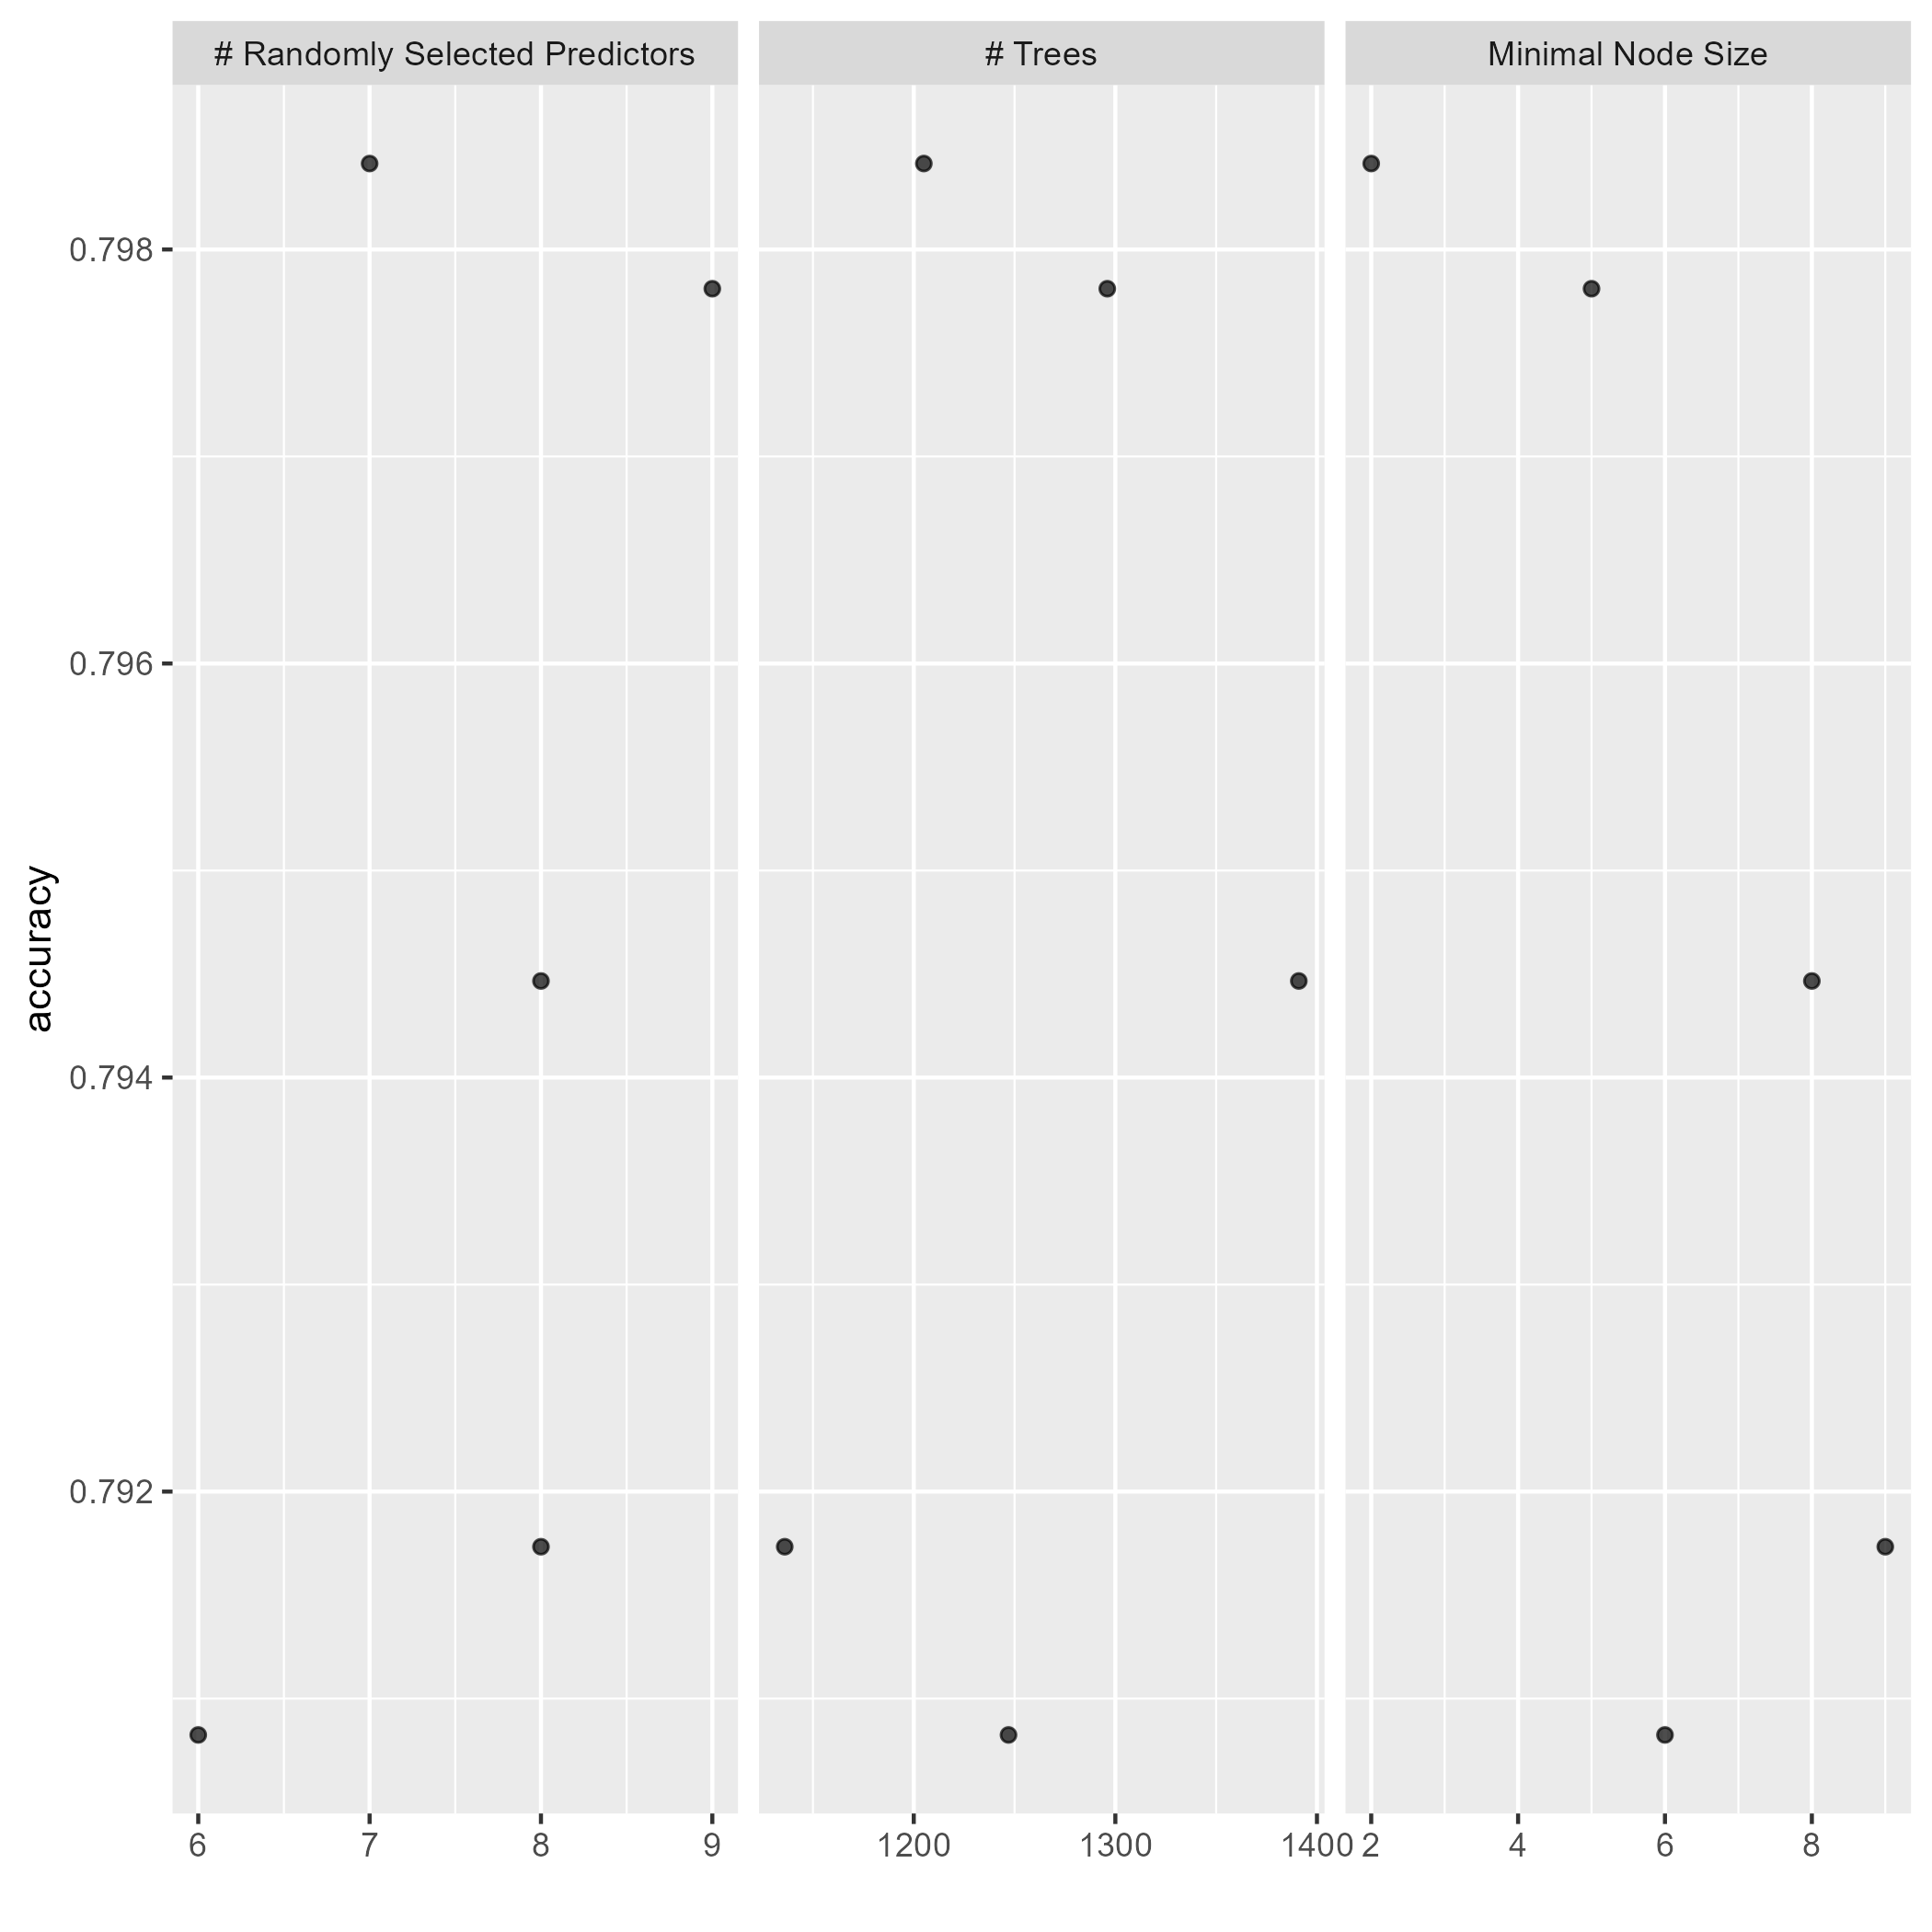 # Randomly Selected Predictors
# Trees
Minimal Node Size
0.798
0.796
0.794
0.792
accuracy
6 7 8 9
1200 1300 1400
2 4 6 8